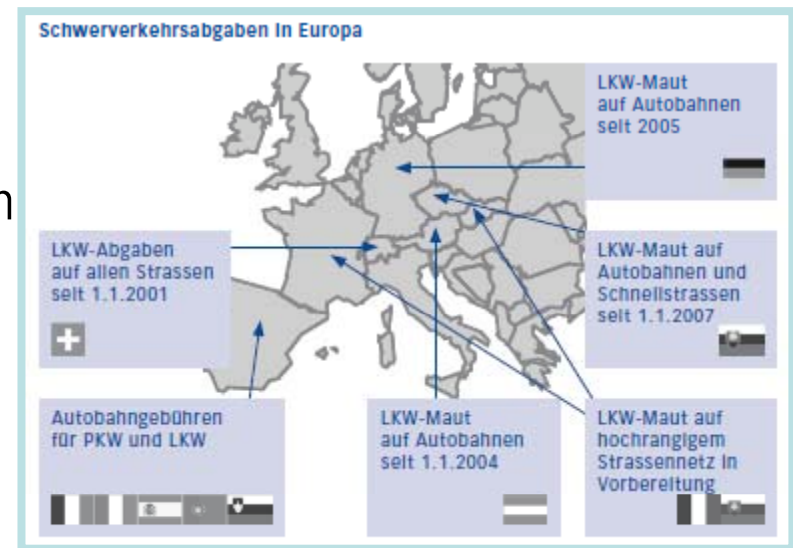 Schwerverkehrsabgaben in Europa
LKW-Maut
auf Autobahnen
seit 2005
n
LKW-Abgaben
auf allen Strassen
seit 1.1.2001
LKW-Maut auf
Autobahnen und
Schnellstrassen
seit 1.1.2007
Autobahngebühren
für PKW und LKW
LKW-Maut
auf Autobahnen
seit 1.1.2004
LKW-Maut auf
hochrangigem
Strassennetz in
Vorbereitung